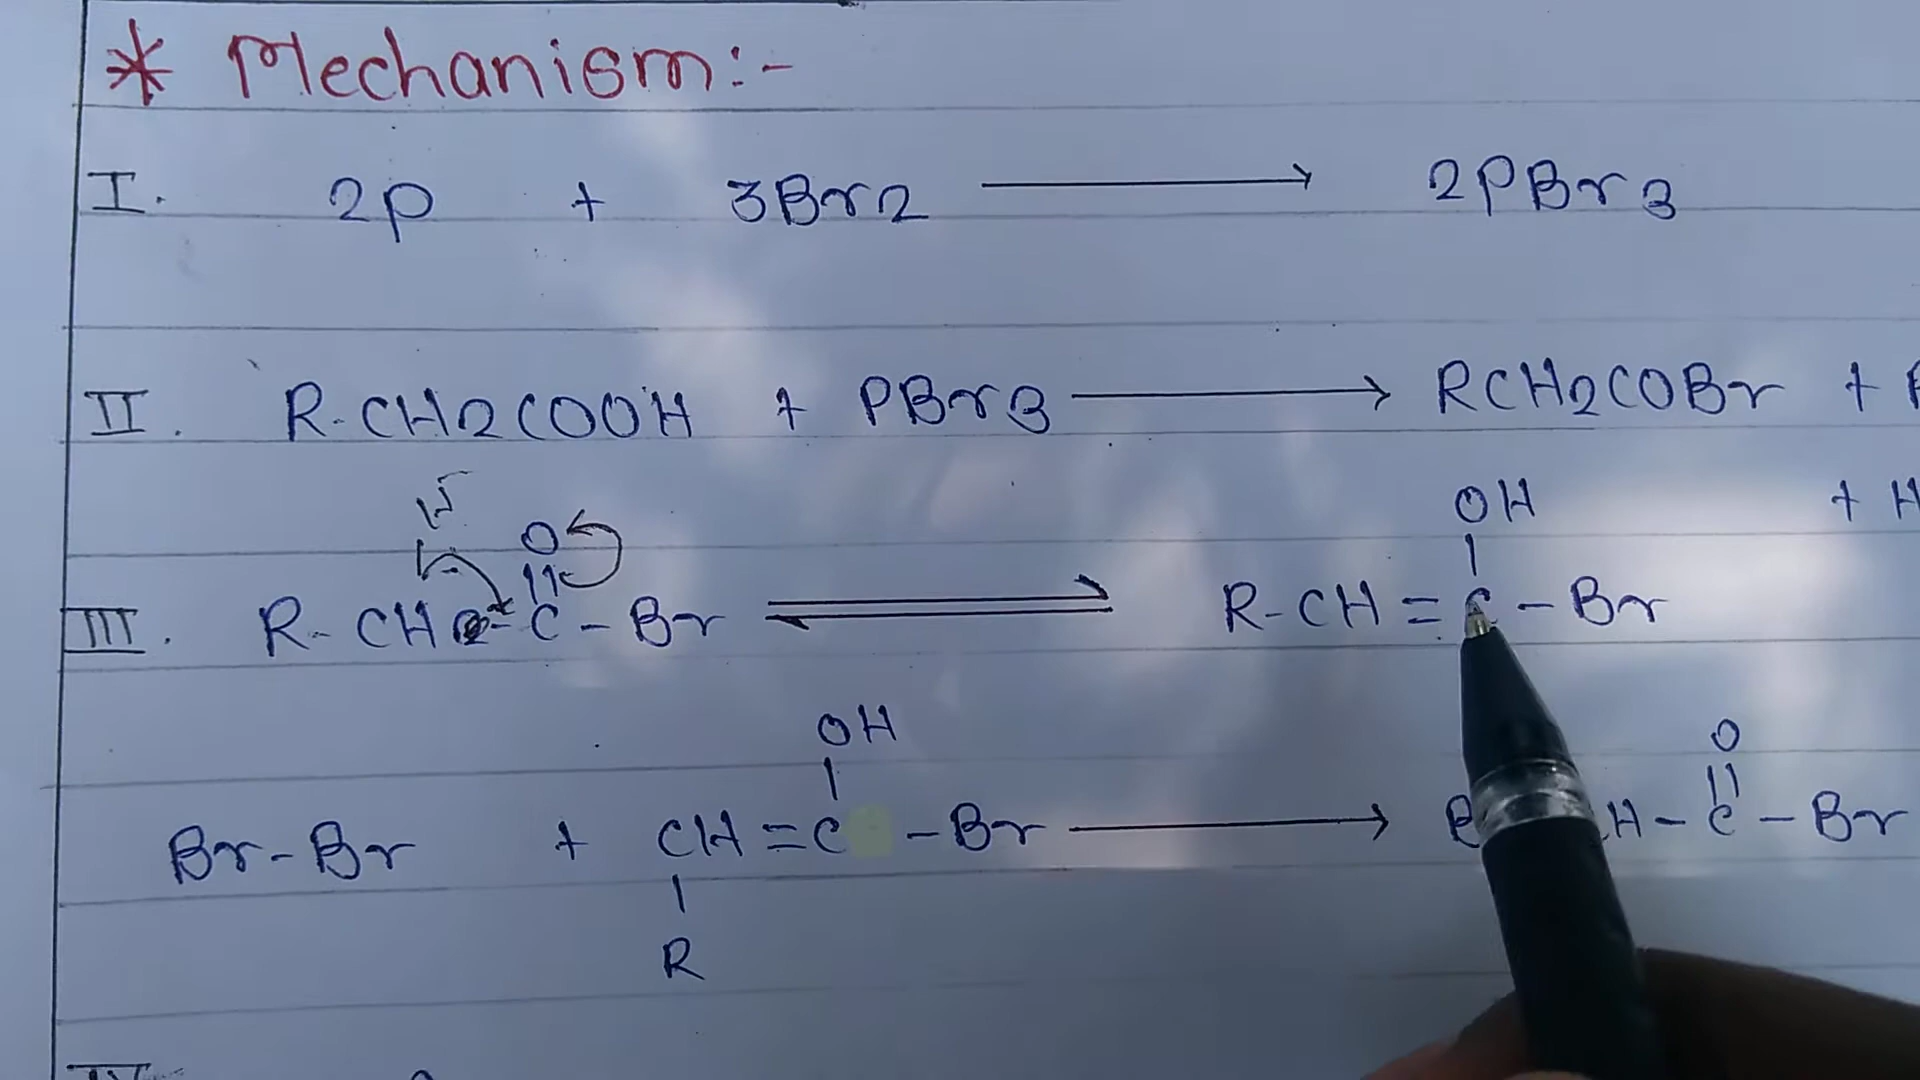 * Mechanism:-
I. 2P + 3Br2 ⟶ 2PBr3
II. R-CH2COOH + PBr3 ⟶ RCH2COBr +
H OH + H
O
||
III. R-CH - C - Br ⇌ R-CH = C - Br
OH O
| ||
Br-Br + CH = C - Br ⟶ B H - C - Br
|
R